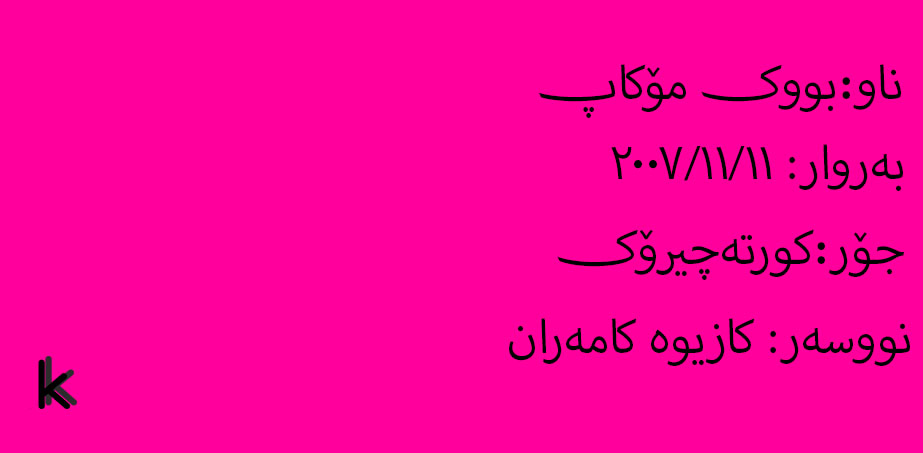 ناو:بووک مۆکاپ
بەروار: ٢٠٠٧/١١/١١
جۆر:کورتەچیرۆک
نووسەر: کازیوە کامەران
k